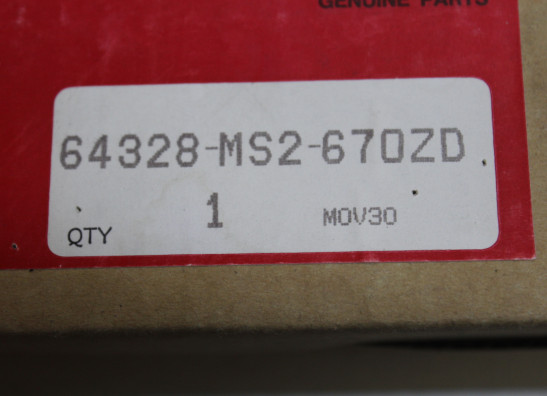 GENUINE PARTS
64328-MS2-670ZD
1 MOV30
QTY